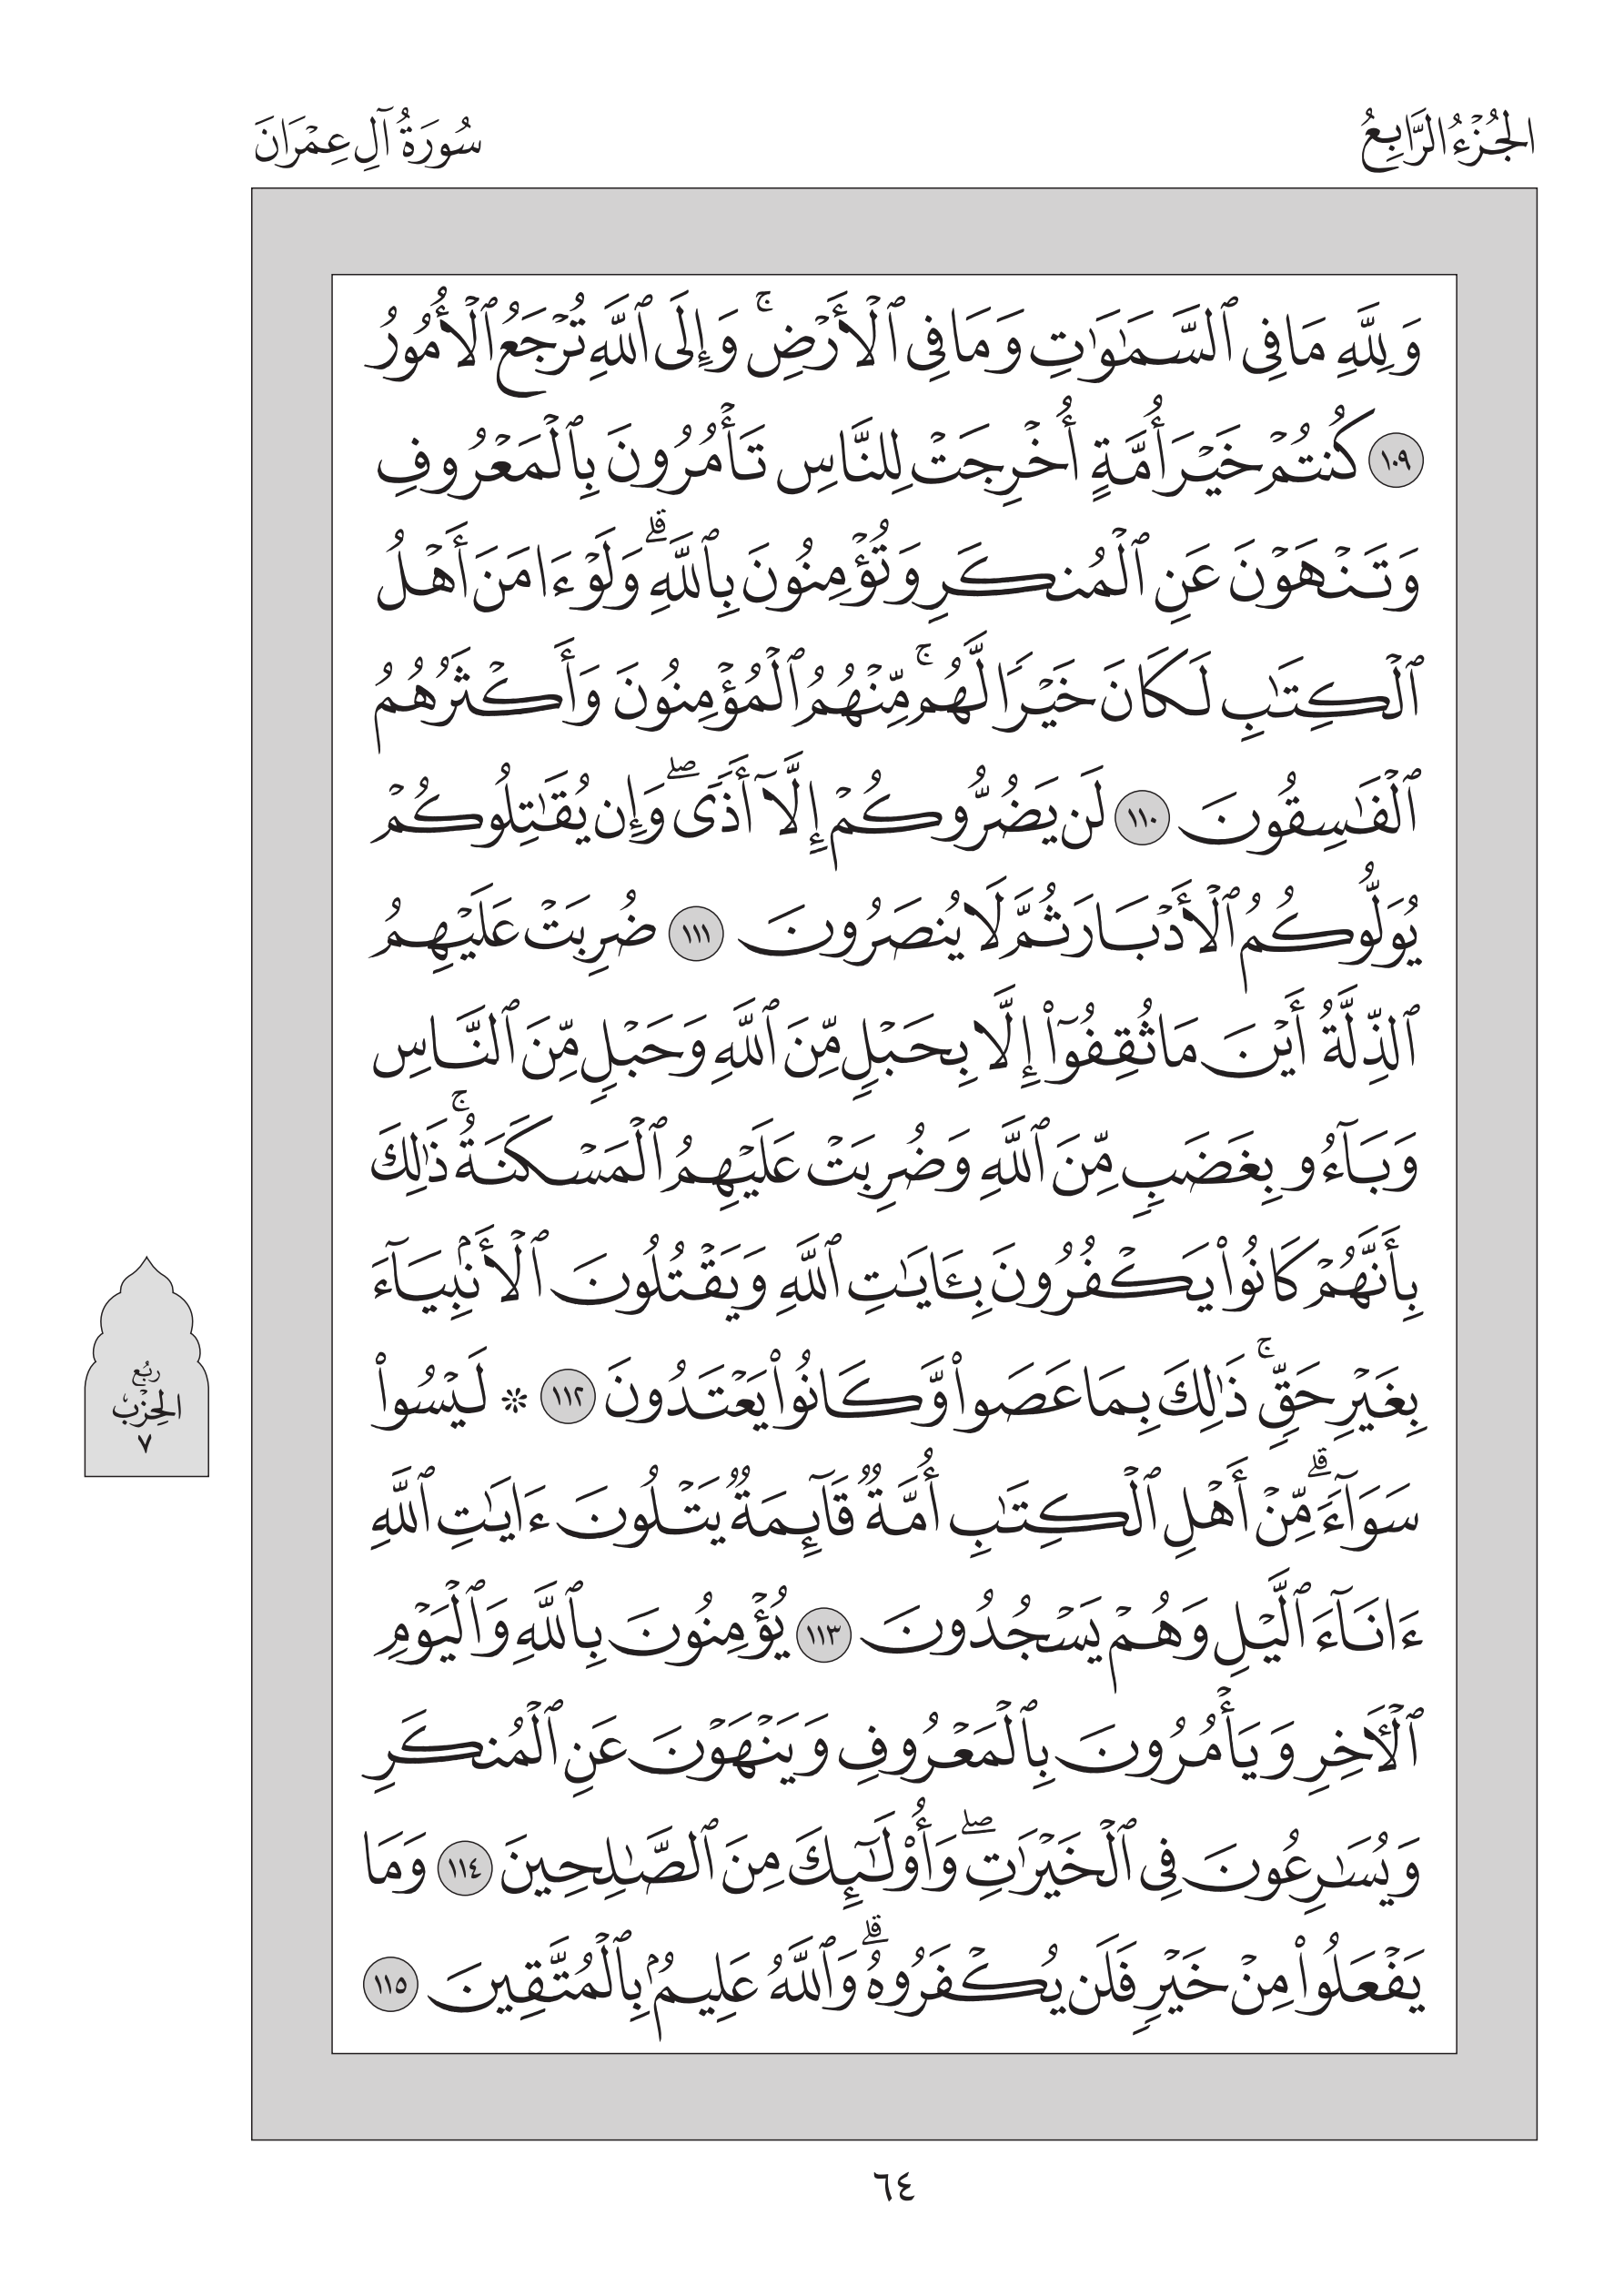 الجُزْءُ الرَّابِعُ
سُورَةُ آلِ عِمْرَانَ
وَلِلَّهِ مَا فِي ٱلسَّمَٰوَٰتِ وَمَا فِي ٱلْأَرْضِۚ وَإِلَى ٱللَّهِ تُرْجَعُ ٱلْأُمُورُ
١٠٩ كُنتُمْ خَيْرَ أُمَّةٍ أُخْرِجَتْ لِلنَّاسِ تَأْمُرُونَ بِٱلْمَعْرُوفِ
وَتَنْهَوْنَ عَنِ ٱلْمُنكَرِ وَتُؤْمِنُونَ بِٱللَّهِۗ وَلَوْ ءَامَنَ أَهْلُ
ٱلْكِتَٰبِ لَكَانَ خَيْرًا لَّهُمۚ مِّنْهُمُ ٱلْمُؤْمِنُونَ وَأَكْثَرُهُمُ
ٱلْفَٰسِقُونَ ١١٠ لَن يَضُرُّوكُمْ إِلَّآ أَذًىۖ وَإِن يُقَٰتِلُوكُمْ
يُوَلُّوكُمُ ٱلْأَدْبَارَ ثُمَّ لَا يُنصَرُونَ ١١١ ضُرِبَتْ عَلَيْهِمُ
ٱلذِّلَّةُ أَيْنَ مَا ثُقِفُوٓا۟ إِلَّا بِحَبْلٍ مِّنَ ٱللَّهِ وَحَبْلٍ مِّنَ ٱلنَّاسِ
وَبَآءُو بِغَضَبٍ مِّنَ ٱللَّهِ وَضُرِبَتْ عَلَيْهِمُ ٱلْمَسْكَنَةُۚ ذَٰلِكَ
بِأَنَّهُمْ كَانُوا۟ يَكْفُرُونَ بِـَٔايَٰتِ ٱللَّهِ وَيَقْتُلُونَ ٱلْأَنۢبِيَآءَ
بِغَيْرِ حَقٍّۚ ذَٰلِكَ بِمَا عَصَوا۟ وَّكَانُوا۟ يَعْتَدُونَ ١١٢ ۞ لَيْسُوا۟
سَوَآءًۗ مِّنْ أَهْلِ ٱلْكِتَٰبِ أُمَّةٌ قَآئِمَةٌ يَتْلُونَ ءَايَٰتِ ٱللَّهِ
ءَانَآءَ ٱلَّيْلِ وَهُمْ يَسْجُدُونَ ١١٣ يُؤْمِنُونَ بِٱللَّهِ وَٱلْيَوْمِ
ٱلْـَٔاخِرِ وَيَأْمُرُونَ بِٱلْمَعْرُوفِ وَيَنْهَوْنَ عَنِ ٱلْمُنكَرِ
وَيُسَٰرِعُونَ فِي ٱلْخَيْرَٰتِۖ وَأُو۟لَٰٓئِكَ مِنَ ٱلصَّٰلِحِينَ ١١٤ وَمَا
يَفْعَلُوا۟ مِنْ خَيْرٍ فَلَن يُكْفَرُوهُۗ وَٱللَّهُ عَلِيمٌۢ بِٱلْمُتَّقِينَ ١١٥
رُبْع
الحِزْب
٧
٦٤